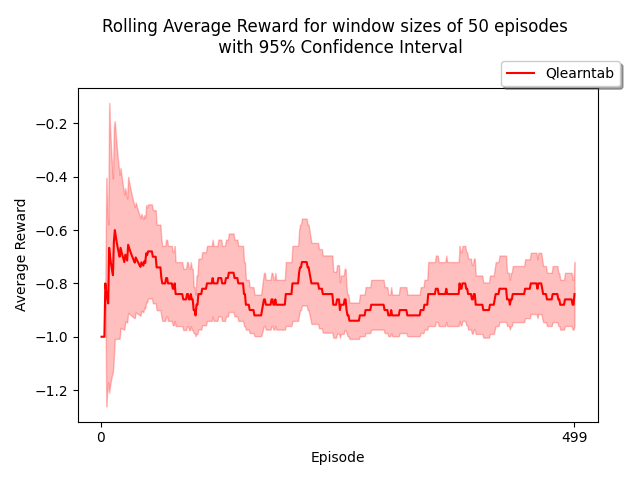 Rolling Average Reward for window sizes of 50 episodes
with 95% Confidence Interval
Qlearntab
−0.2
−0.4
−0.6
−0.8
−1.0
−1.2
Average Reward
0
499
Episode